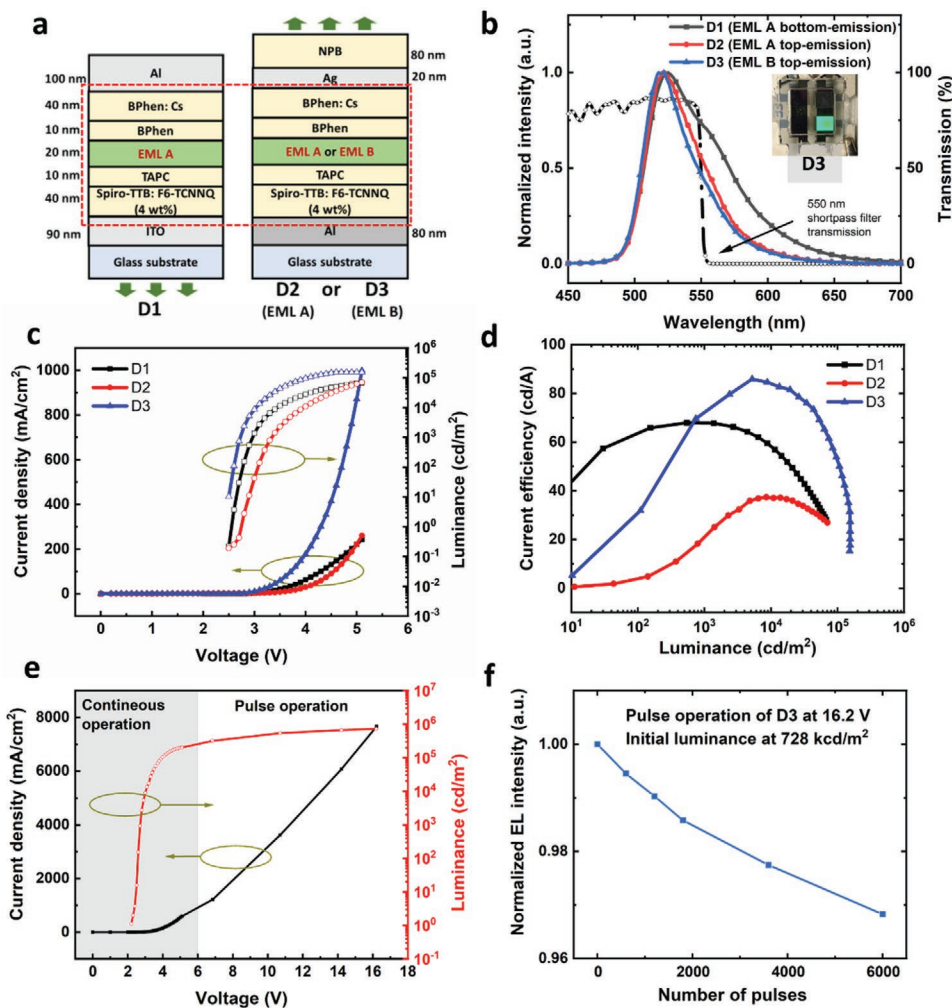 a
Al
100 nm
BPhen: Cs
40 nm
BPhen
10 nm
EML A
20 nm
TAPC
10 nm
Spiro-TTB: F6-TCNNQ
(4 wt%)
40 nm
ITO
90 nm
Glass substrate
D1
NPB
80 nm
Ag
20 nm
BPhen: Cs
BPhen
EML A or EML B
TAPC
Spiro-TTB: F6-TCNNQ
(4 wt%)
Al
80 nm
Glass substrate
D2 or D3
(EML A) (EML B)
b
D1 (EML A bottom-emission)
D2 (EML A top-emission)
D3 (EML B top-emission)
D3
550 nm
shortpass filter
transmission
Normalized intensity (a.u.)
1.0
0.5
0.0
Transmission (%)
100
50
0
450 500 550 600 650 700
Wavelength (nm)
c
D1
D2
D3
Current density (mA/cm²)
1000
800
600
400
200
0
Luminance (cd/m²)
10⁶
10⁵
10⁴
10³
10²
10¹
10⁰
10⁻¹
10⁻²
10⁻³
0 1 2 3 4 5 6
Voltage (V)
d
D1
D2
D3
Current efficiency (cd/A)
100
80
60
40
20
0
10¹ 10² 10³ 10⁴ 10⁵ 10⁶
Luminance (cd/m²)
e
Contineous
operation
Pulse operation
Current density (mA/cm²)
8000
6000
4000
2000
0
Luminance (cd/m²)
10⁷
10⁶
10⁵
10⁴
10³
10²
10¹
10⁰
10⁻¹
0 2 4 6 8 10 12 14 16 18
Voltage (V)
f
Pulse operation of D3 at 16.2 V
Initial luminance at 728 kcd/m²
Normalized EL intensity (a.u.)
1.00
0.98
0.96
0 2000 4000 6000
Number of pulses